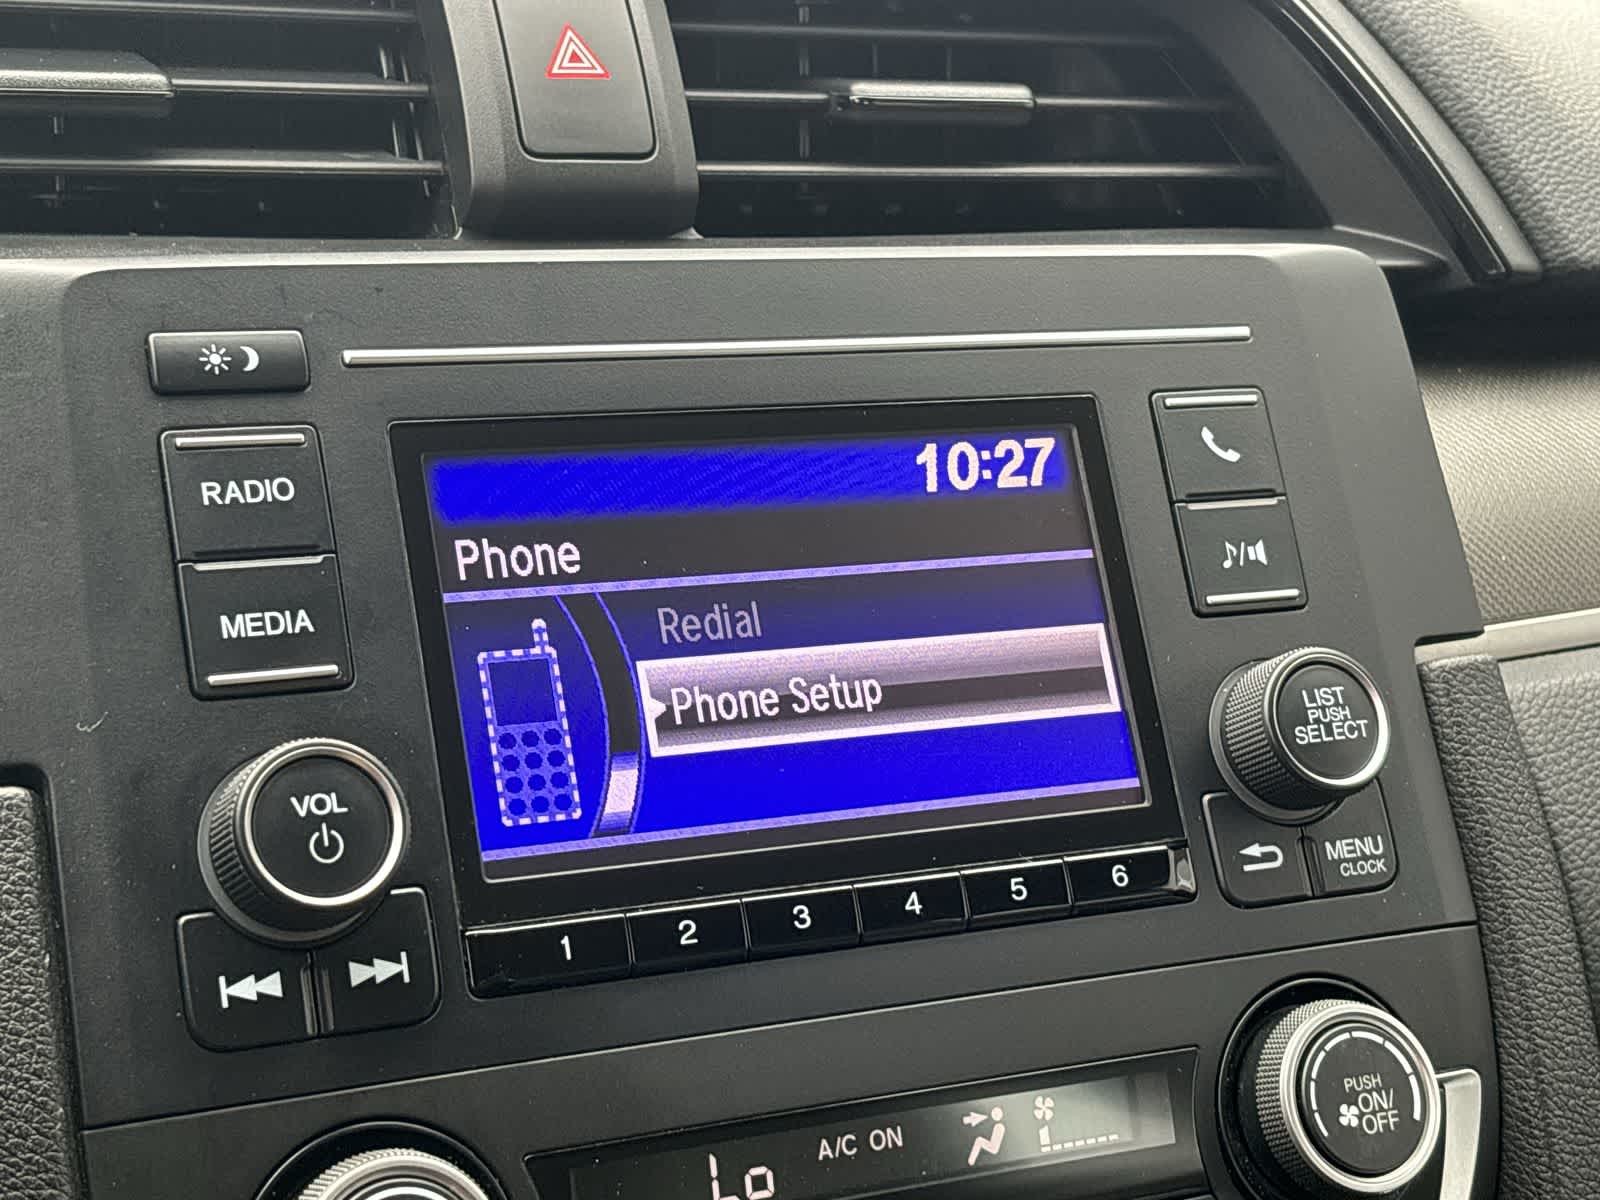 10:27
RADIO
Phone
Redial
MEDIA
Phone Setup
LIST
PUSH
SELECT
VOL
MENU
CLOCK
1 2 3 4 5 6
PUSH
ON/
OFF
A/C ON
Lo